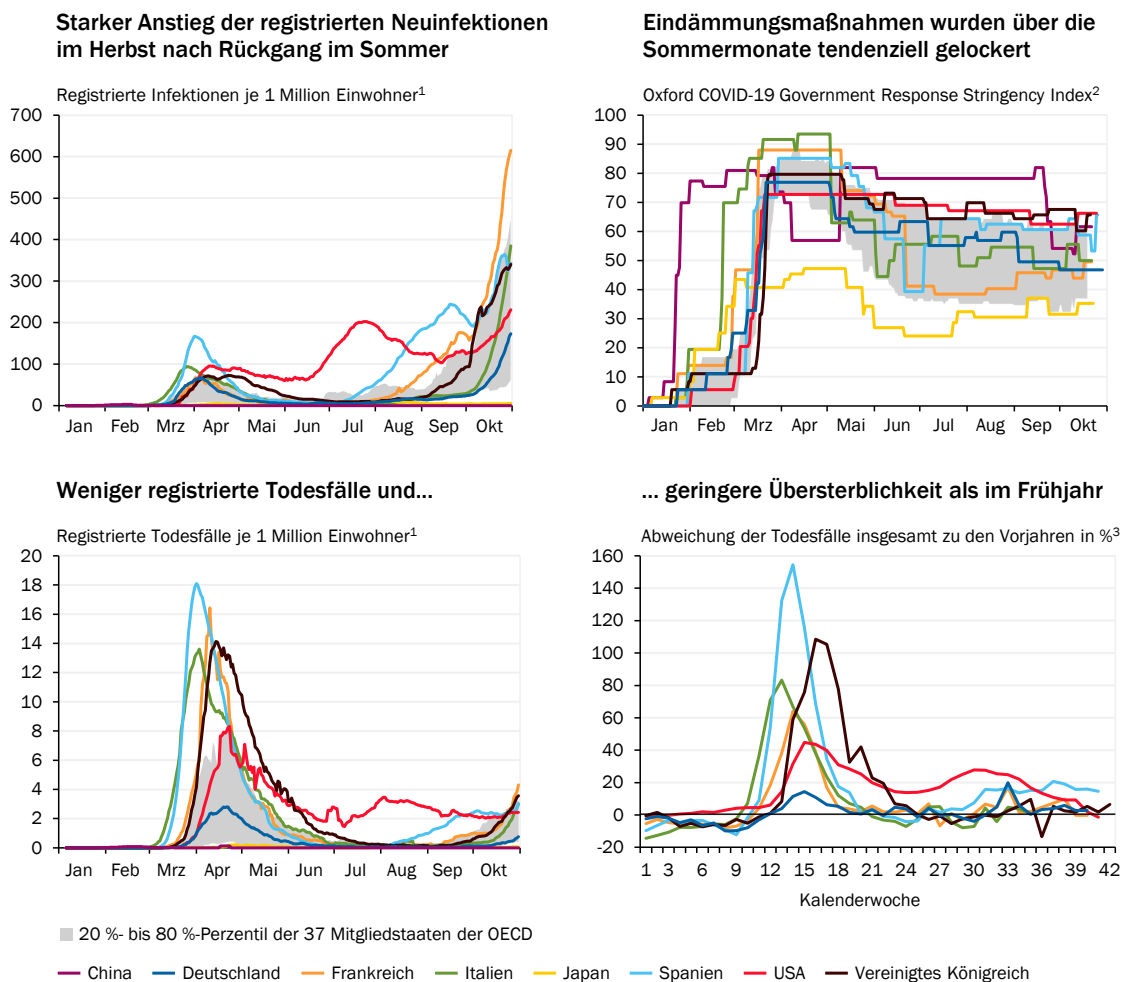 Starker Anstieg der registrierten Neuinfektionen
im Herbst nach Rückgang im Sommer
Registrierte Infektionen je 1 Million Einwohner¹
700
600
500
400
300
200
100
0
Jan Feb Mrz Apr Mai Jun Jul Aug Sep Okt
Eindämmungsmaßnahmen wurden über die
Sommermonate tendenziell gelockert
Oxford COVID-19 Government Response Stringency Index²
100
90
80
70
60
50
40
30
20
10
0
Jan Feb Mrz Apr Mai Jun Jul Aug Sep Okt
Weniger registrierte Todesfälle und...
Registrierte Todesfälle je 1 Million Einwohner¹
20
18
16
14
12
10
8
6
4
2
0
Jan Feb Mrz Apr Mai Jun Jul Aug Sep Okt
... geringere Übersterblichkeit als im Frühjahr
Abweichung der Todesfälle insgesamt zu den Vorjahren in %³
160
140
120
100
80
60
40
20
0
-20
1 3 6 9 12 15 18 21 24 27 30 33 36 39 42
Kalenderwoche
20 %- bis 80 %-Perzentil der 37 Mitgliedstaaten der OECD
China Deutschland Frankreich Italien Japan Spanien USA Vereinigtes Königreich